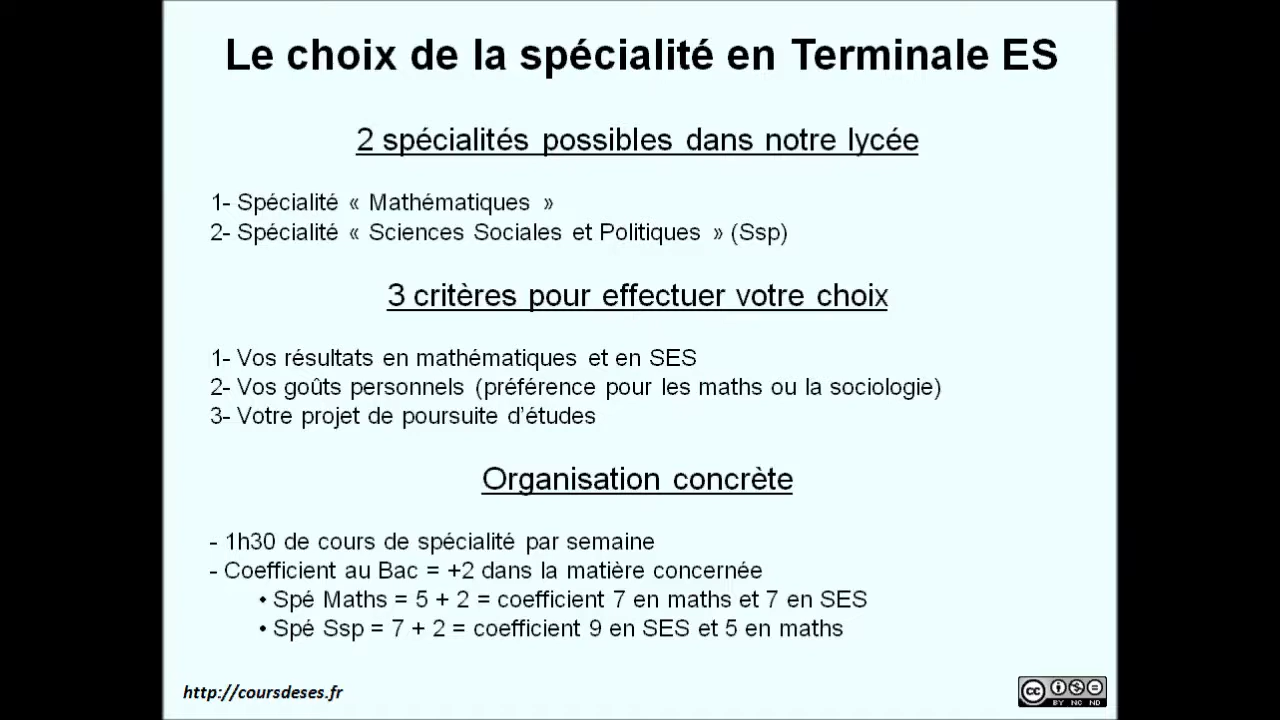 Le choix de la spécialité en Terminale ES
2 spécialités possibles dans notre lycée
1- Spécialité « Mathématiques »
2- Spécialité « Sciences Sociales et Politiques » (Ssp)
3 critères pour effectuer votre choix
1- Vos résultats en mathématiques et en SES
2- Vos goûts personnels (préférence pour les maths ou la sociologie)
3- Votre projet de poursuite d’études
Organisation concrète
- 1h30 de cours de spécialité par semaine
- Coefficient au Bac = +2 dans la matière concernée
• Spé Maths = 5 + 2 = coefficient 7 en maths et 7 en SES
• Spé Ssp = 7 + 2 = coefficient 9 en SES et 5 en maths
http://coursdeses.fr
cc
BY NC ND